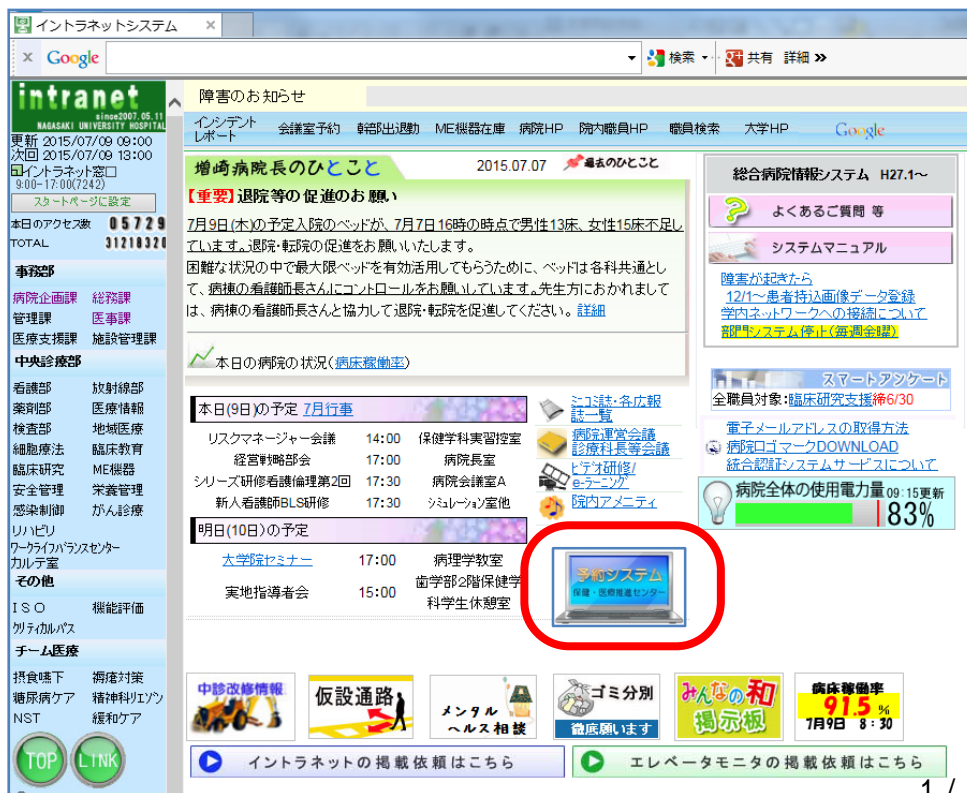 イントラネットシステム ×
× Google 検索 共有 詳細 »
intranet
since2007.05.11
NAGASAKI UNIVERSITY HOSPITAL
更新 2015/07/09 09:00
次回 2015/07/09 13:00
イントラネット窓口
9:00-17:00(7242)
スタートページに設定
本日のアクセス数 05729
TOTAL 31218320
事務部
病院企画課 総務課
管理課 医事課
医療支援課 施設管理課
中央診療部
看護部 放射線部
薬剤部 医療情報
検査部 地域医療
細胞療法 臨床教育
臨床研究 ME機器
安全管理 栄養管理
感染制御 がん診療
リハビリ
ワークライフバランスセンター
カルテ室
その他
ISO 機能評価
クリティカルパス
チーム医療
摂食嚥下 褥瘡対策
糖尿病ケア 精神科リエゾン
NST 緩和ケア
TOP LINK
障害のお知らせ
インシデントレポート 会議室予約 幹部出退勤 ME機器在庫 病院HP 院内職員HP 職員検索 大学HP Google
増崎病院長のひとこと 2015.07.07 過去のひとこと
【重要】退院等の促進のお願い
7月9日(木)の予定入院のベッドが、7月7日16時の時点で男性13床、女性15床不足し
ています。退院・転院の促進をお願いいたします。
困難な状況の中で最大限ベッドを有効活用してもらうために、ベッドは各科共通とし
て、病棟の看護師長さんにコントロールをお願いしています。先生方におかれまして
は、病棟の看護師長さんと協力して退院・転院を促進してください。詳細
本日の病院の状況(病床稼働率)
本日(9日)の予定 7月行事
リスクマネージャー会議 14:00 保健学科実習控室
経営戦略部会 17:00 病院長室
シリーズ研修看護倫理第2回 17:30 病院会議室A
新人看護師BLS研修 17:30 シミュレーション室他
明日(10日)の予定
大学院セミナー 17:00 病理学教室
実地指導者会 15:00 歯学部2階保健学科学生休憩室
ミニコミ誌・各広報誌一覧
病院運営会議
診療科長等会議
ビデオ研修/
e-ラーニング
院内アメニティ
予約システム
保健・医療推進センター
総合病院情報システム H27.1～
よくあるご質問 等
システムマニュアル
障害が起きたら
12/1～患者持込画像データ登録
学内ネットワークへの接続について
部門システム停止(毎週金曜)
スマートアンケート
全職員対象:臨床研究支援締6/30
電子メールアドレスの取得方法
病院ロゴマークDOWNLOAD
統合認証システムサービスについて
病院全体の使用電力量 09:15更新
83%
中診改修情報
仮設通路
メンタルヘルス相談
ゴミ分別
徹底願います
みんなの和
掲示板
病床稼働率
91.5 %
7月9日 8:30
イントラネットの掲載依頼はこちら
エレベータモニタの掲載依頼はこちら
1 /